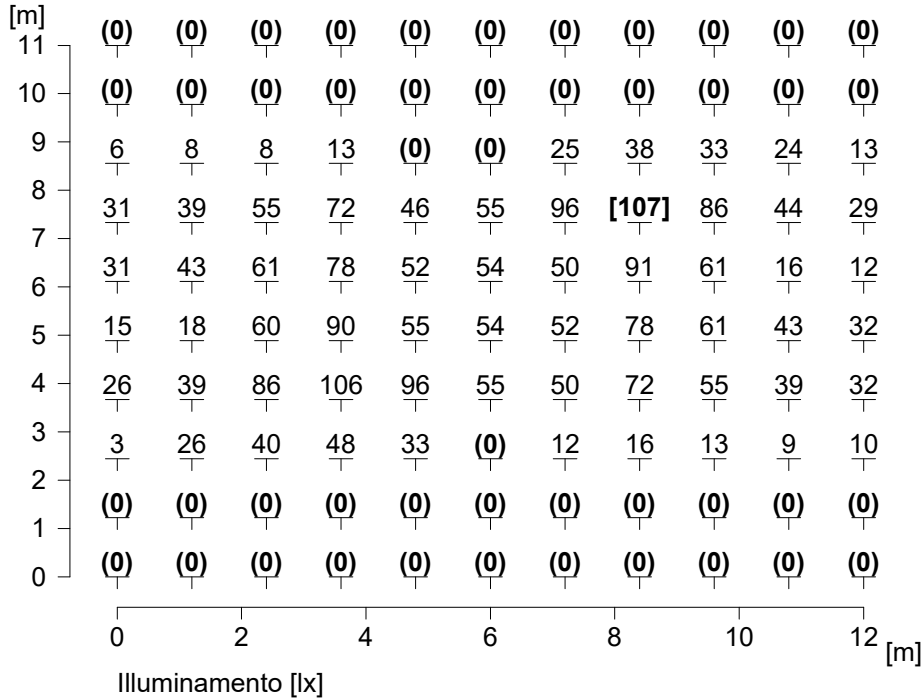 [m]
(0) (0) (0) (0) (0) (0) (0) (0) (0) (0) (0)
11
10 (0) (0) (0) (0) (0) (0) (0) (0) (0) (0) (0)
9 6 8 8 13 (0) (0) 25 38 33 24 13
8
31 39 55 72 46 55 96 [107] 86 44 29
7
31 43 61 78 52 54 50 91 61 16 12
6
5 15 18 60 90 55 54 52 78 61 43 32
4 26 39 86 106 96 55 50 72 55 39 32
3 3 26 40 48 33 (0) 12 16 13 9 10
2
(0) (0) (0) (0) (0) (0) (0) (0) (0) (0) (0)
1
0 (0) (0) (0) (0) (0) (0) (0) (0) (0) (0) (0)
0 2 4 6 8 10 12 [m]
Illuminamento [lx]